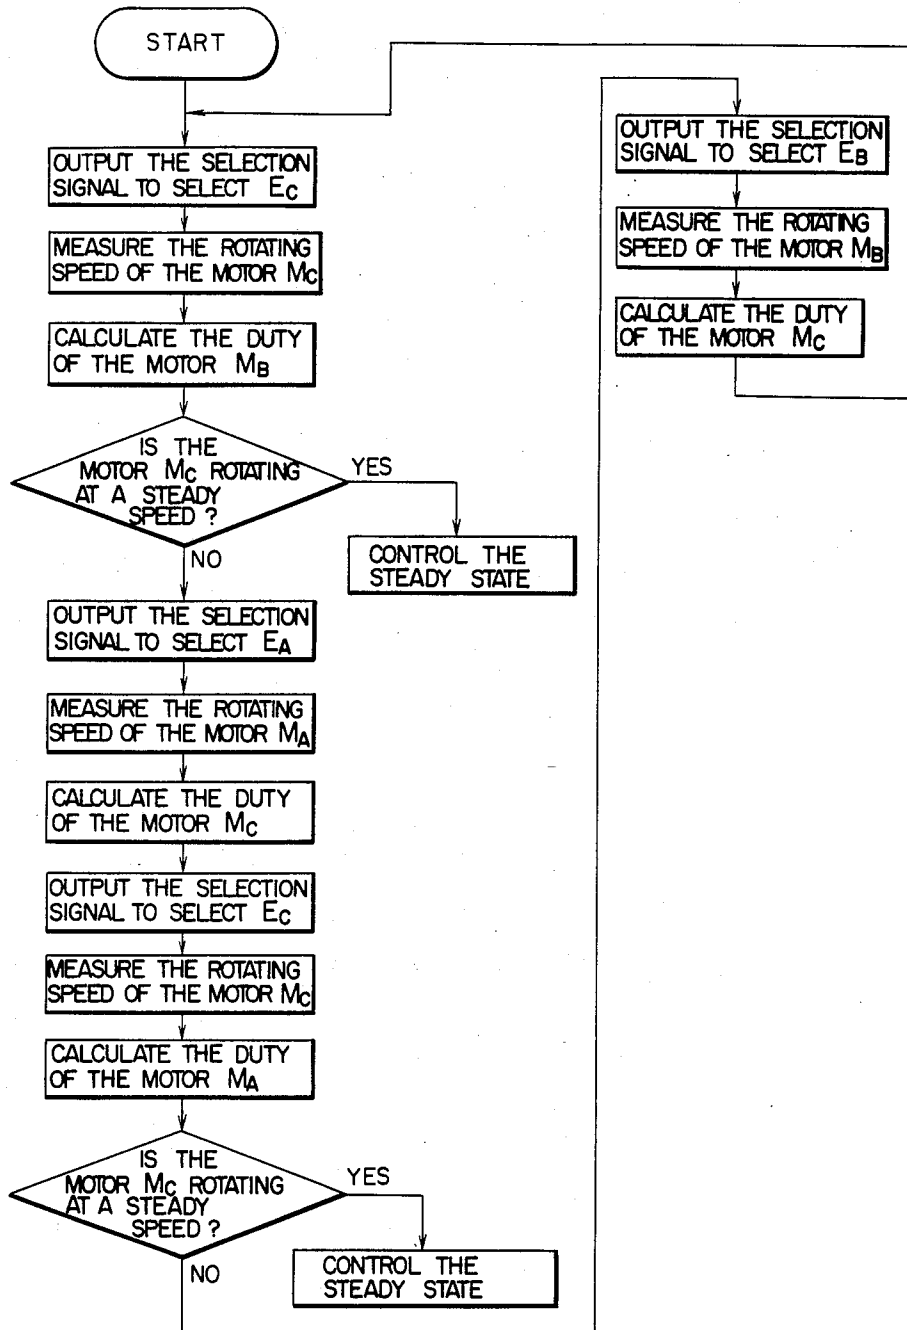 START
OUTPUT THE SELECTION
SIGNAL TO SELECT EC
MEASURE THE ROTATING
SPEED OF THE MOTOR MC
CALCULATE THE DUTY
OF THE MOTOR MB
IS THE
MOTOR MC ROTATING
AT A STEADY
SPEED ?
YES
NO
CONTROL THE
STEADY STATE
OUTPUT THE SELECTION
SIGNAL TO SELECT EA
MEASURE THE ROTATING
SPEED OF THE MOTOR MA
CALCULATE THE DUTY
OF THE MOTOR MC
OUTPUT THE SELECTION
SIGNAL TO SELECT EC
MEASURE THE ROTATING
SPEED OF THE MOTOR MC
CALCULATE THE DUTY
OF THE MOTOR MA
IS THE
MOTOR MC ROTATING
AT A STEADY
SPEED ?
YES
NO
CONTROL THE
STEADY STATE
OUTPUT THE SELECTION
SIGNAL TO SELECT EB
MEASURE THE ROTATING
SPEED OF THE MOTOR MB
CALCULATE THE DUTY
OF THE MOTOR MC